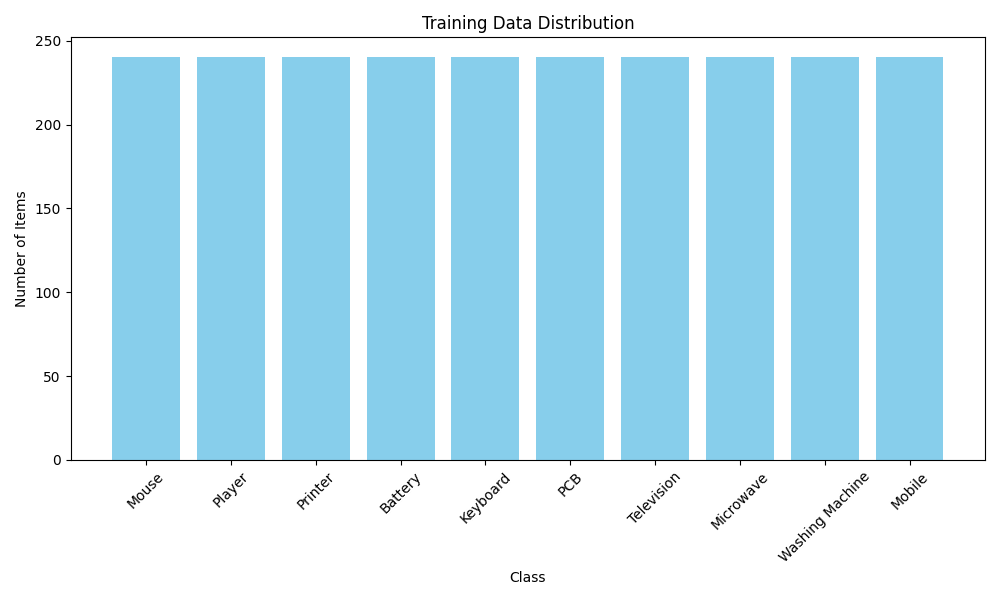 Training Data Distribution
Number of Items
250
200
150
100
50
0
Mouse
Player
Printer
Battery
Keyboard
PCB
Television
Microwave
Washing Machine
Mobile
Class